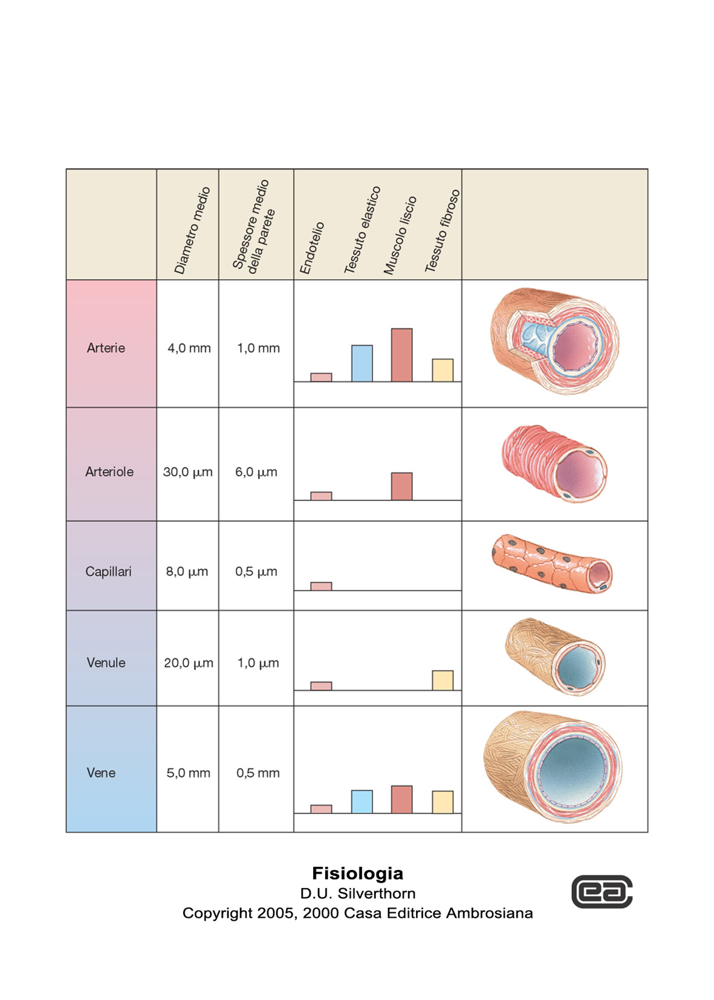 Diametro medio
Spessore medio
della parete
Endotelio
Tessuto elastico
Muscolo liscio
Tessuto fibroso
Arterie
4,0 mm
1,0 mm
Arteriole
30,0 µm
6,0 µm
Capillari
8,0 µm
0,5 µm
Venule
20,0 µm
1,0 µm
Vene
5,0 mm
0,5 mm
Fisiologia
D.U. Silverthorn
Copyright 2005, 2000 Casa Editrice Ambrosiana
ea